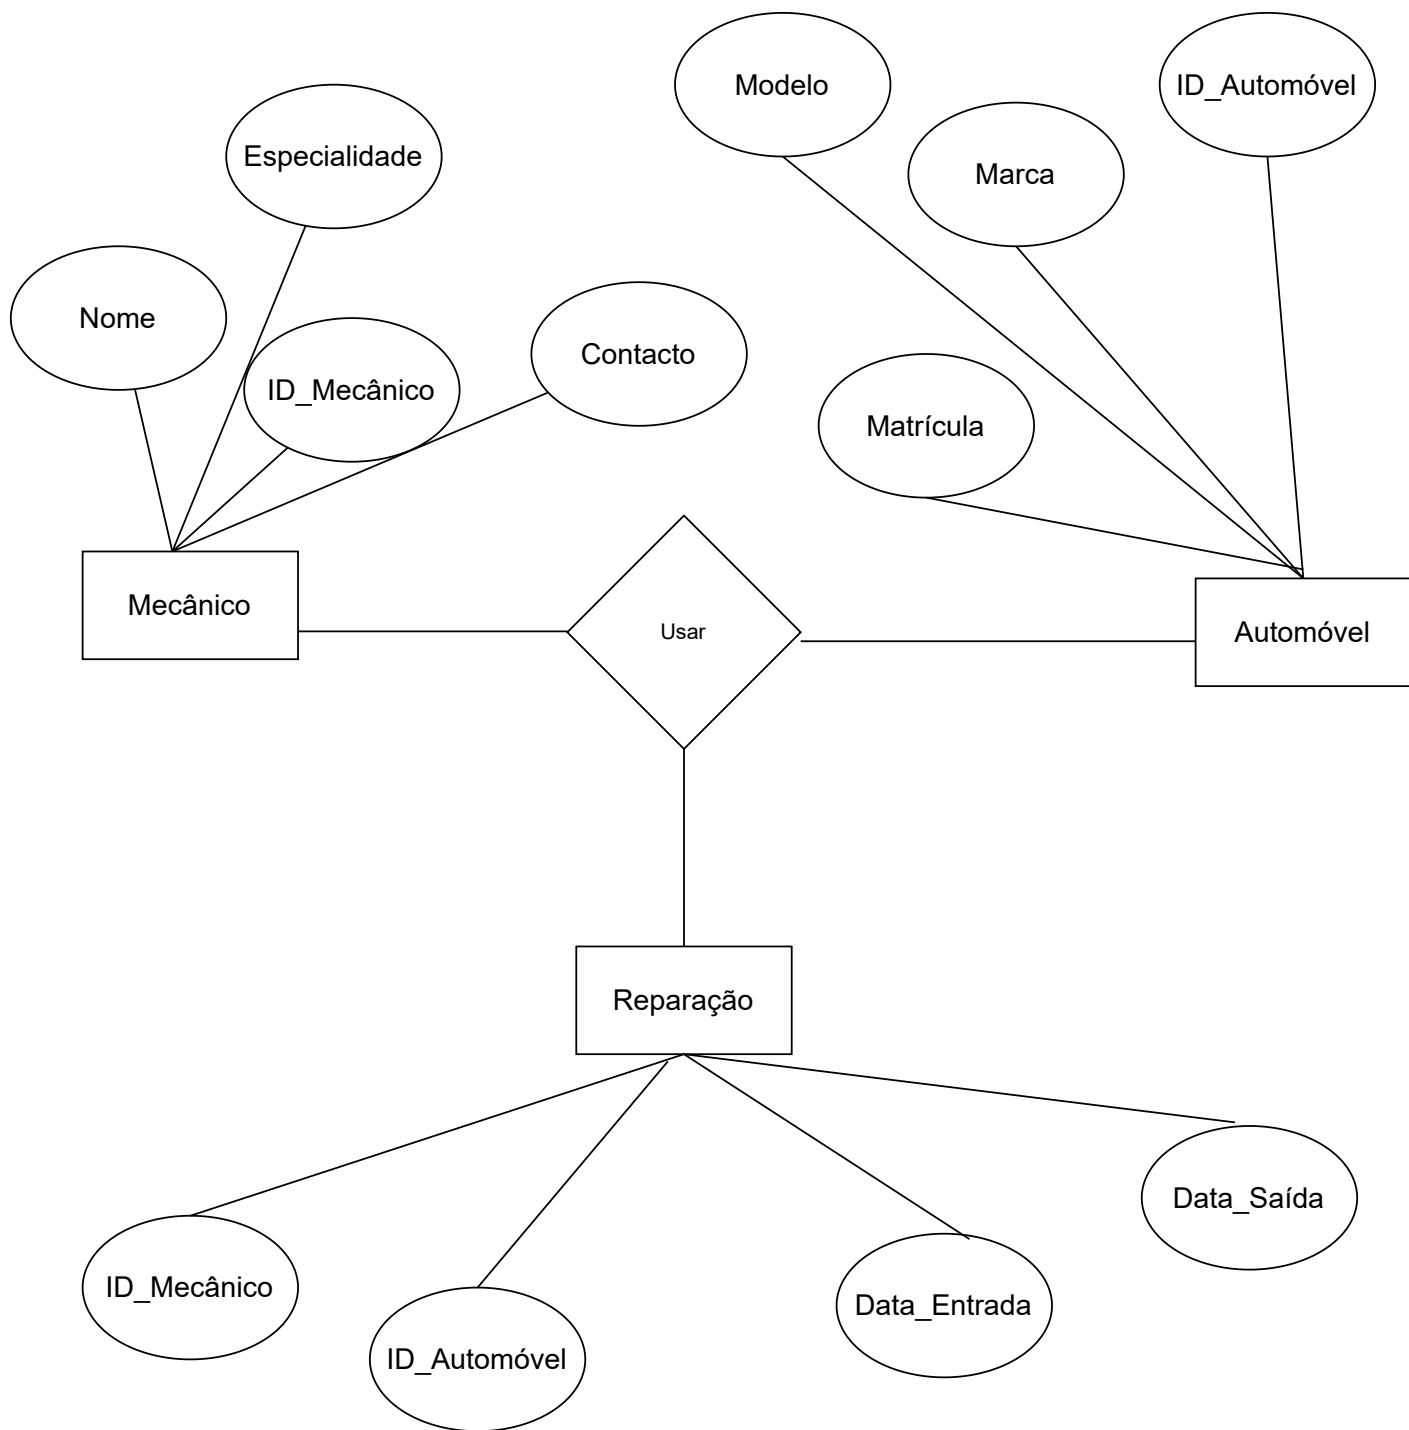 Modelo
ID_Automóvel
Especialidade
Marca
Nome
Contacto
ID_Mecânico
Matrícula
Mecânico
Usar
Automóvel
Reparação
Data_Saída
ID_Mecânico
Data_Entrada
ID_Automóvel